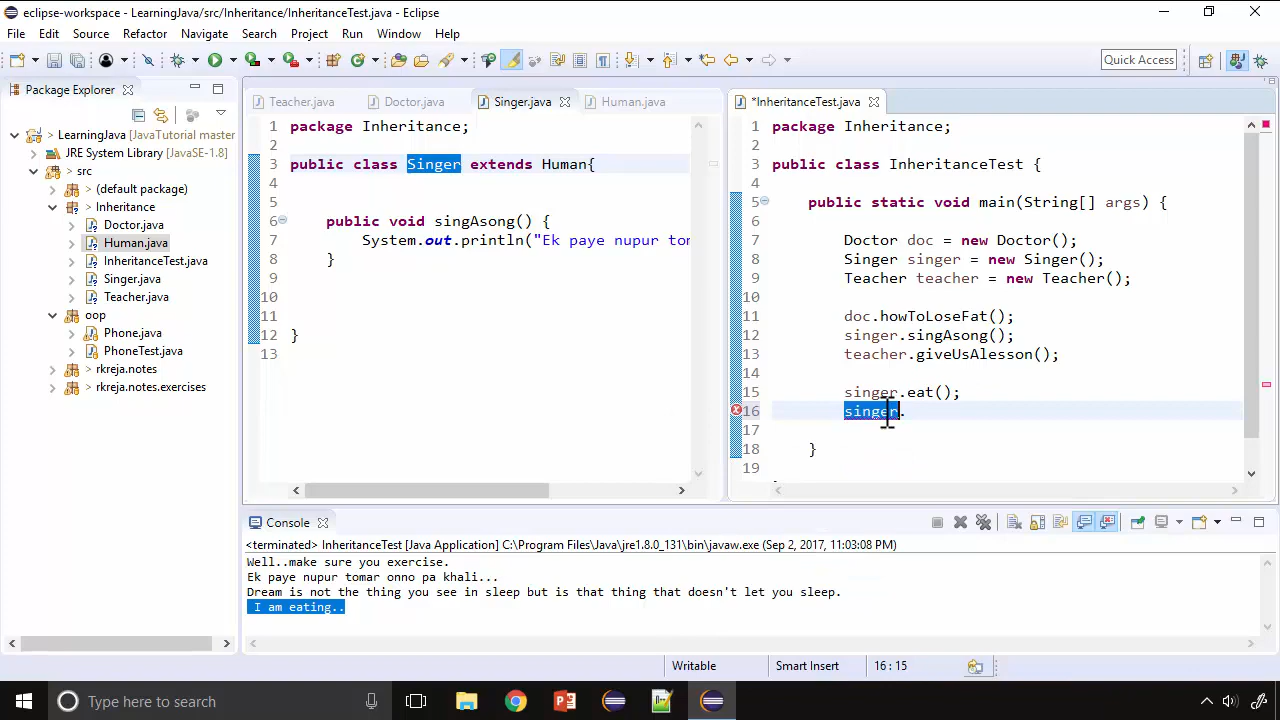 eclipse-workspace - LearningJava/src/Inheritance/InheritanceTest.java - Eclipse
File Edit Source Refactor Navigate Search Project Run Window Help
Quick Access
Package Explorer
LearningJava [JavaTutorial master
JRE System Library [JavaSE-1.8]
src
> (default package)
> Inheritance
> Doctor.java
> Human.java
> InheritanceTest.java
> Singer.java
> Teacher.java
oop
> Phone.java
> PhoneTest.java
> rkreja.notes
> rkreja.notes.exercises
Teacher.java Doctor.java Singer.java Human.java
1 package Inheritance;
2
3 public class Singer extends Human{
4
5
6 public void singAsong() {
7 System.out.println("Ek paye nupur tom
8 }
9
10
11
12 }
13
*InheritanceTest.java
1 package Inheritance;
2
3 public class InheritanceTest {
4
5 public static void main(String[] args) {
6
7 Doctor doc = new Doctor();
8 Singer singer = new Singer();
9 Teacher teacher = new Teacher();
10
11 doc.howToLoseFat();
12 singer.singAsong();
13 teacher.giveUsAlesson();
14
15 singer.eat();
16 singer.
17
18 }
19
Console
<terminated> InheritanceTest [Java Application] C:\Program Files\Java\jre1.8.0_131\bin\javaw.exe (Sep 2, 2017, 11:03:08 PM)
Well..make sure you exercise.
Ek paye nupur tomar onno pa khali...
Dream is not the thing you see in sleep but is that thing that doesn't let you sleep.
I am eating..
Writable Smart Insert 16 : 15
Type here to search